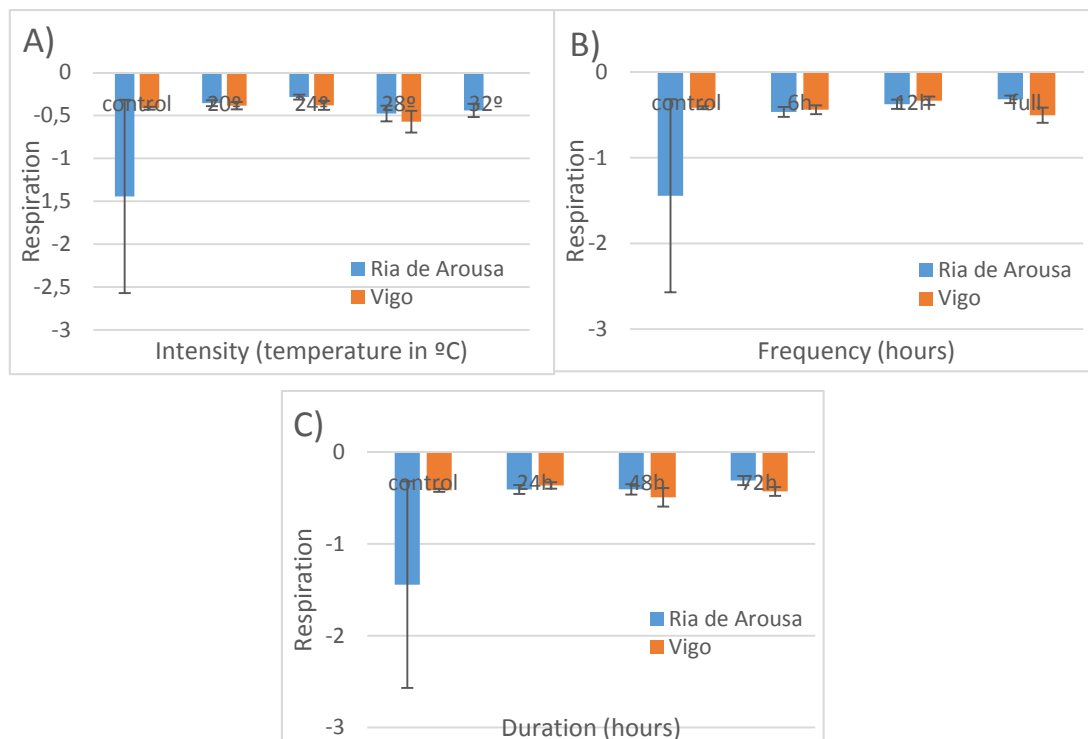 A)
0
-0,5
-1
-1,5
-2
-2,5
-3
Respiration
control 20º 24º 28º 32º
Ria de Arousa
Vigo
Intensity (temperature in ºC)
B)
0
-1
-2
-3
Respiration
control 6h 12h full
Ria de Arousa
Vigo
Frequency (hours)
C)
0
-1
-2
-3
Respiration
control 24h 48h 72h
Ria de Arousa
Vigo
Duration (hours)